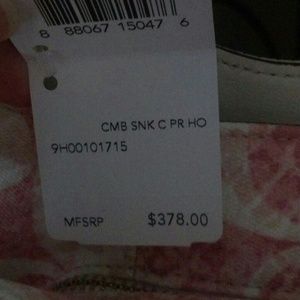 8 88067 15047 6
CMB SNK C PR HO
9H00101715
MFSRP $378.00